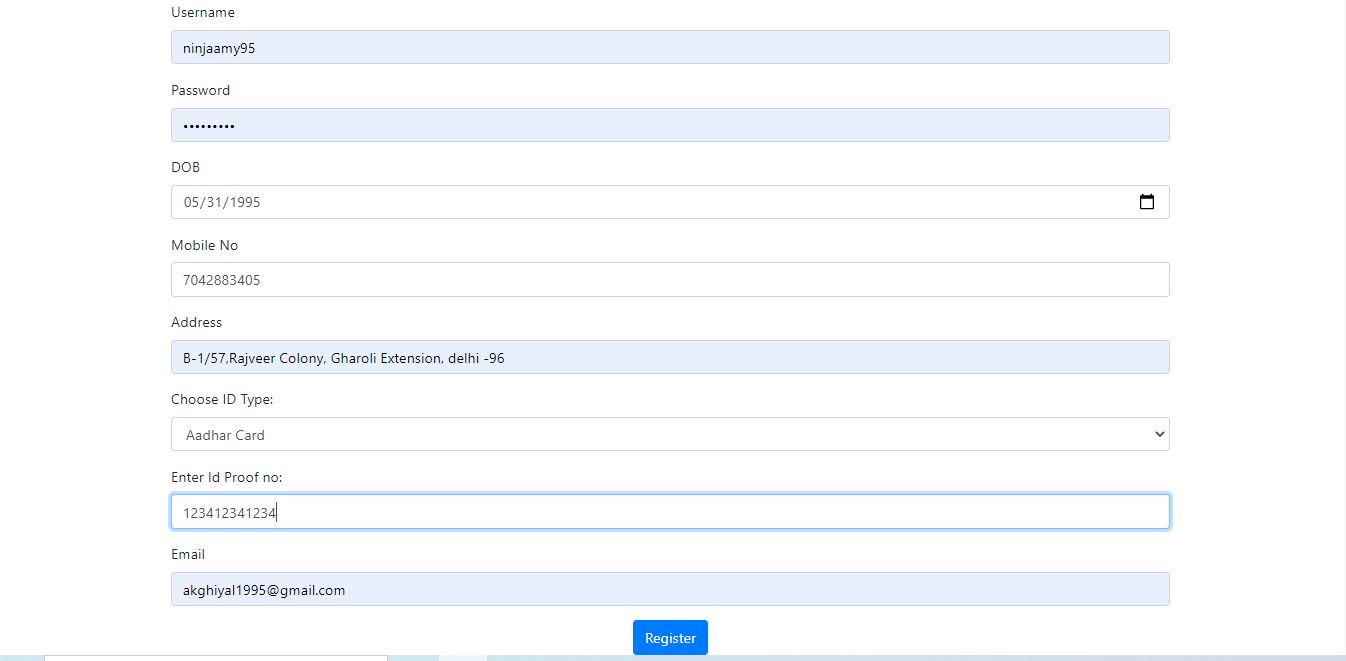 Username
ninjaamy95
Password
•••••••••
DOB
05/31/1995
Mobile No
7042883405
Address
B-1/57,Rajveer Colony, Gharoli Extension, delhi -96
Choose ID Type:
Aadhar Card
Enter Id Proof no:
123412341234
Email
akghiyal1995@gmail.com
Register